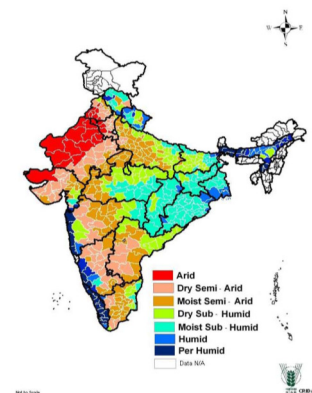 N
W E
S
Arid
Dry Semi - Arid
Moist Semi - Arid
Dry Sub - Humid
Moist Sub - Humid
Humid
Per Humid
Data N/A